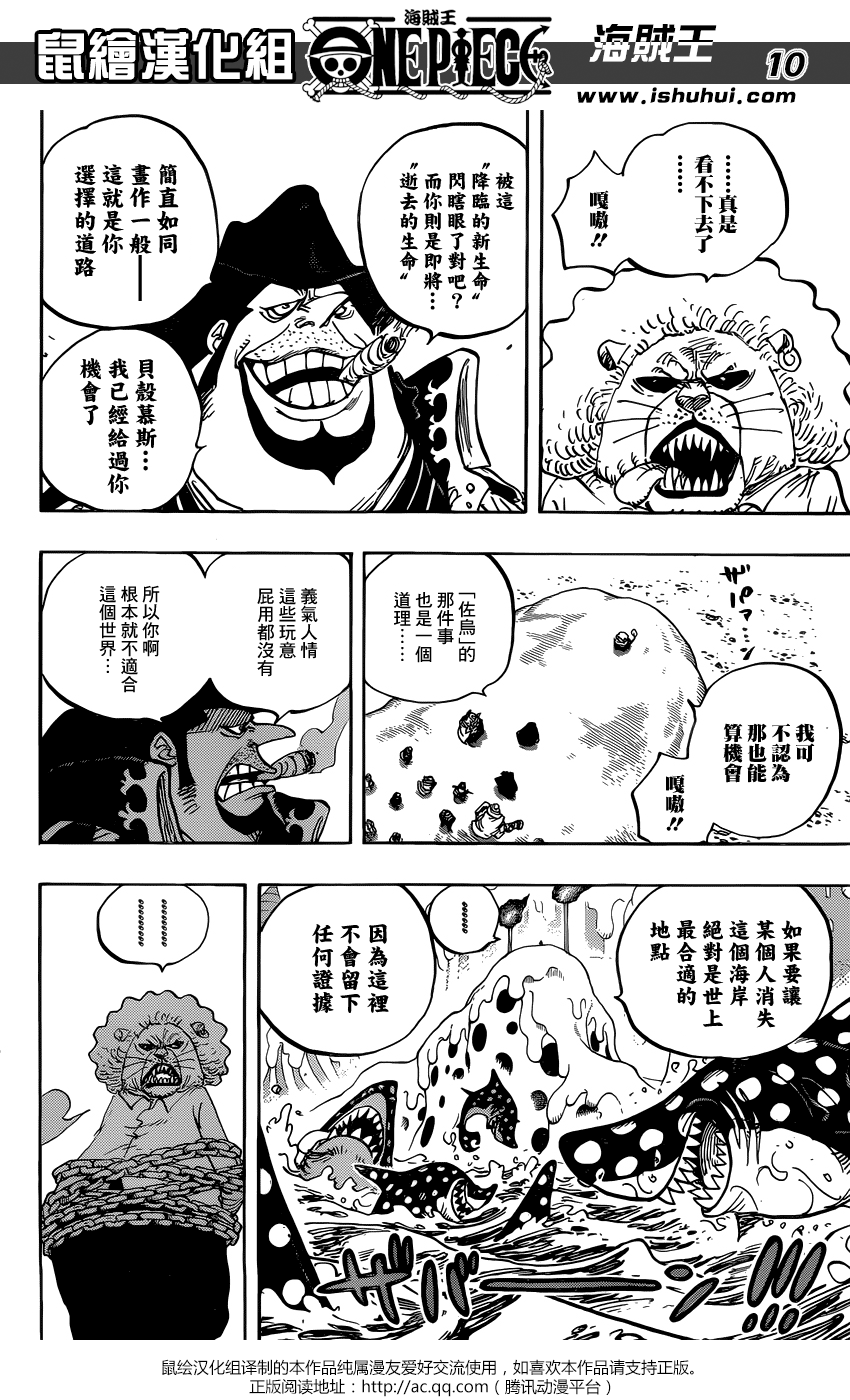 鼠繪漢化組
海賊王
ONE PIECE
海賊王
10
www.ishuhui.com
……真是
看不下去了
……
嘎嗷!!
被這
“降臨的新生命”
閃瞎眼了對吧？
而你則是即將…
“逝去的生命”
簡直如同
畫作一般——
這就是你
選擇的道路
貝殼慕斯…
我已經給過你
機會了
ザパァーン
我可
不認為
那也能
算機會
嘎嗷!!
「佐烏」的
那件事
也是一個
道理……
義氣人情
這些玩意
屁用都沒有
所以你啊
根本就不適合
這個世界…
如果要讓
某個人消失
這個海岸
絕對是世上
最合適的
地點
因為這裡
不會留下
任何證據
ザバーーン!!!
鼠绘汉化组译制的本作品纯属漫友爱好交流使用，如喜欢本作品请支持正版。
正版阅读地址：http://ac.qq.com（腾讯动漫平台）